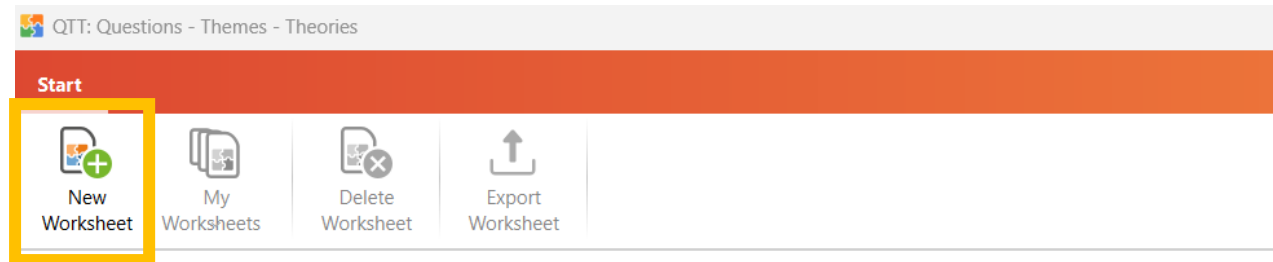 QTT: Questions - Themes - Theories
Start
New
Worksheet
My
Worksheets
Delete
Worksheet
Export
Worksheet